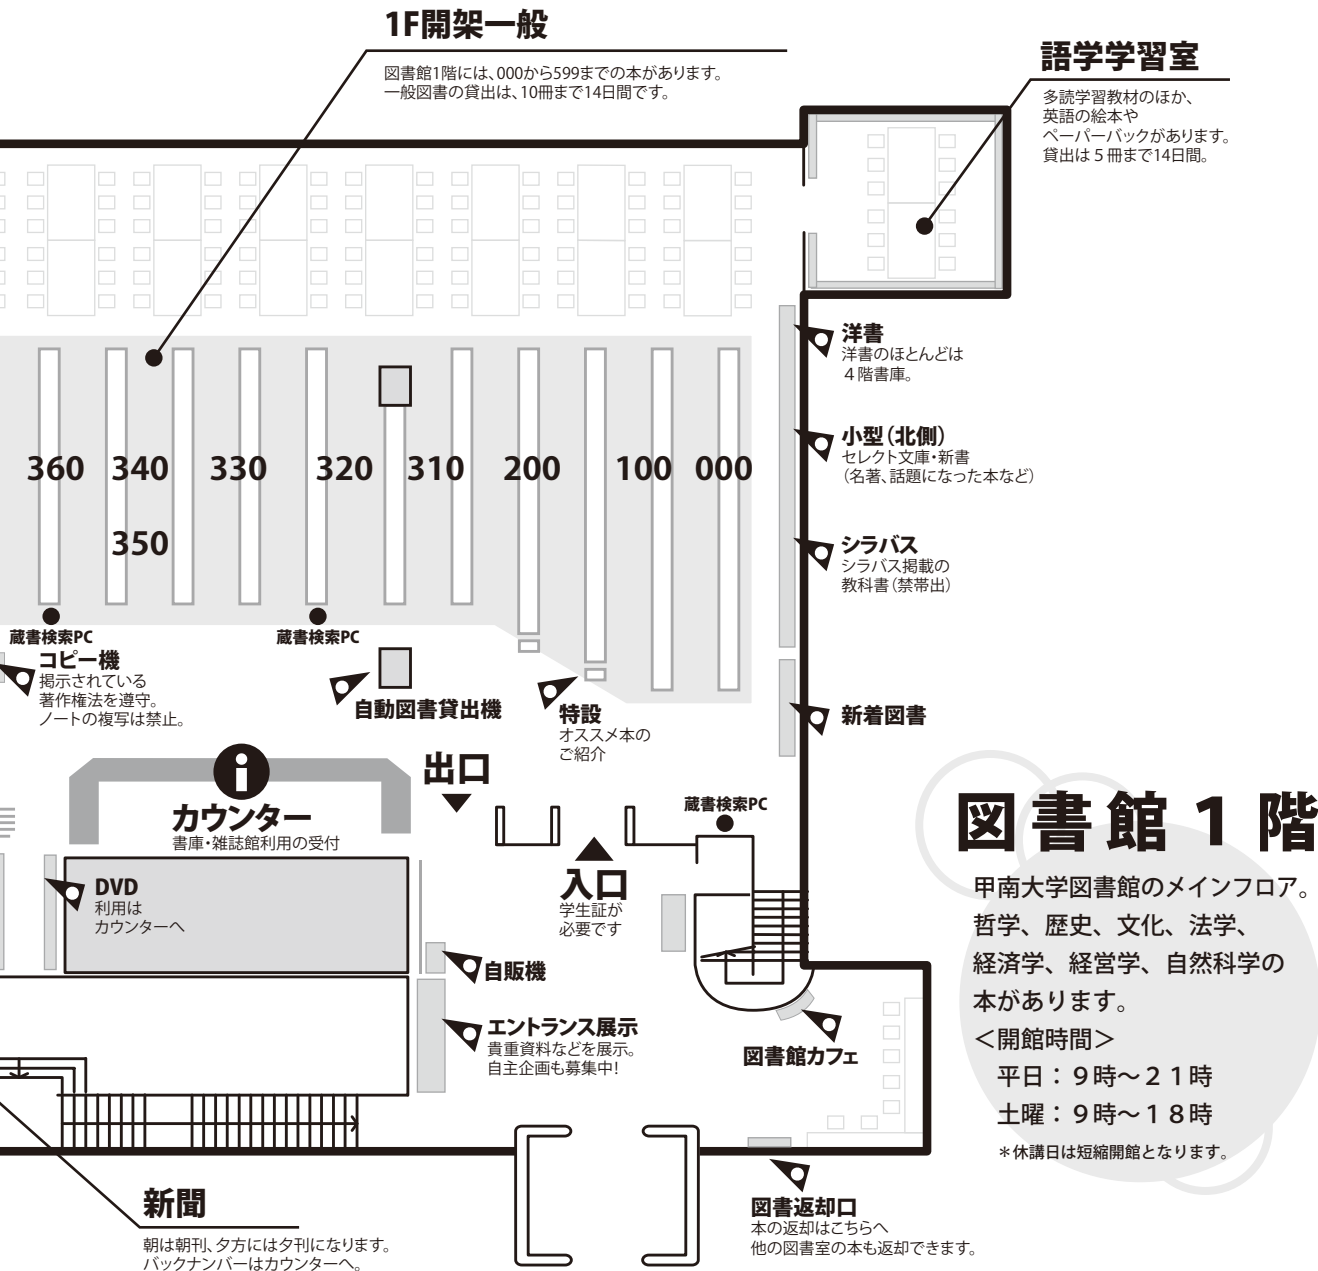 1F開架一般
図書館1階には、000から599までの本があります。
一般図書の貸出は、10冊まで14日間です。
語学学習室
多読学習教材のほか、
英語の絵本や
ペーパーバックがあります。
貸出は5冊まで14日間。
洋書
洋書のほとんどは
4階書庫。
小型(北側)
セレクト文庫・新書
(名著、話題になった本など)
シラバス
シラバス掲載の
教科書(禁帯出)
新着図書
360 340 330 320 310 200 100 000
350
蔵書検索PC
蔵書検索PC
コピー機
掲示されている
著作権法を遵守。
ノートの複写は禁止。
自動図書貸出機
特設
オススメ本の
ご紹介
カウンター
書庫・雑誌館利用の受付
出口
入口
学生証が
必要です
蔵書検索PC
DVD
利用は
カウンターへ
自販機
エントランス展示
貴重資料などを展示。
自主企画も募集中!
図書館カフェ
新聞
朝は朝刊、夕方には夕刊になります。
バックナンバーはカウンターへ。
図書返却口
本の返却はこちらへ
他の図書室の本も返却できます。
図書館1階
甲南大学図書館のメインフロア。
哲学、歴史、文化、法学、
経済学、経営学、自然科学の
本があります。
<開館時間>
平日:9時~21時
土曜:9時~18時
*休講日は短縮開館となります。